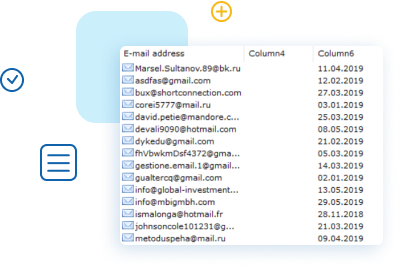 E-mail address Column4 Column6
Marsel.Sultanov.89@bk.ru 11.04.2019
asdfas@gmail.com 12.02.2019
bux@shortconnection.com 27.03.2019
corei5777@mail.ru 03.01.2019
david.petie@mandore.c... 25.03.2019
devali9090@hotmail.com 08.05.2019
dykedu@gmail.com 21.02.2019
fhVbwkmDsf4372@gma... 05.03.2019
gestione.email.1@gmail... 14.03.2019
gualtercq@gmail.com 02.01.2019
info@global-investment... 13.05.2019
info@mbigmbh.com 29.05.2019
ismalonga@hotmail.fr 28.11.2018
johnsoncole101231@g... 21.03.2019
metoduspeha@mail.ru 09.04.2019